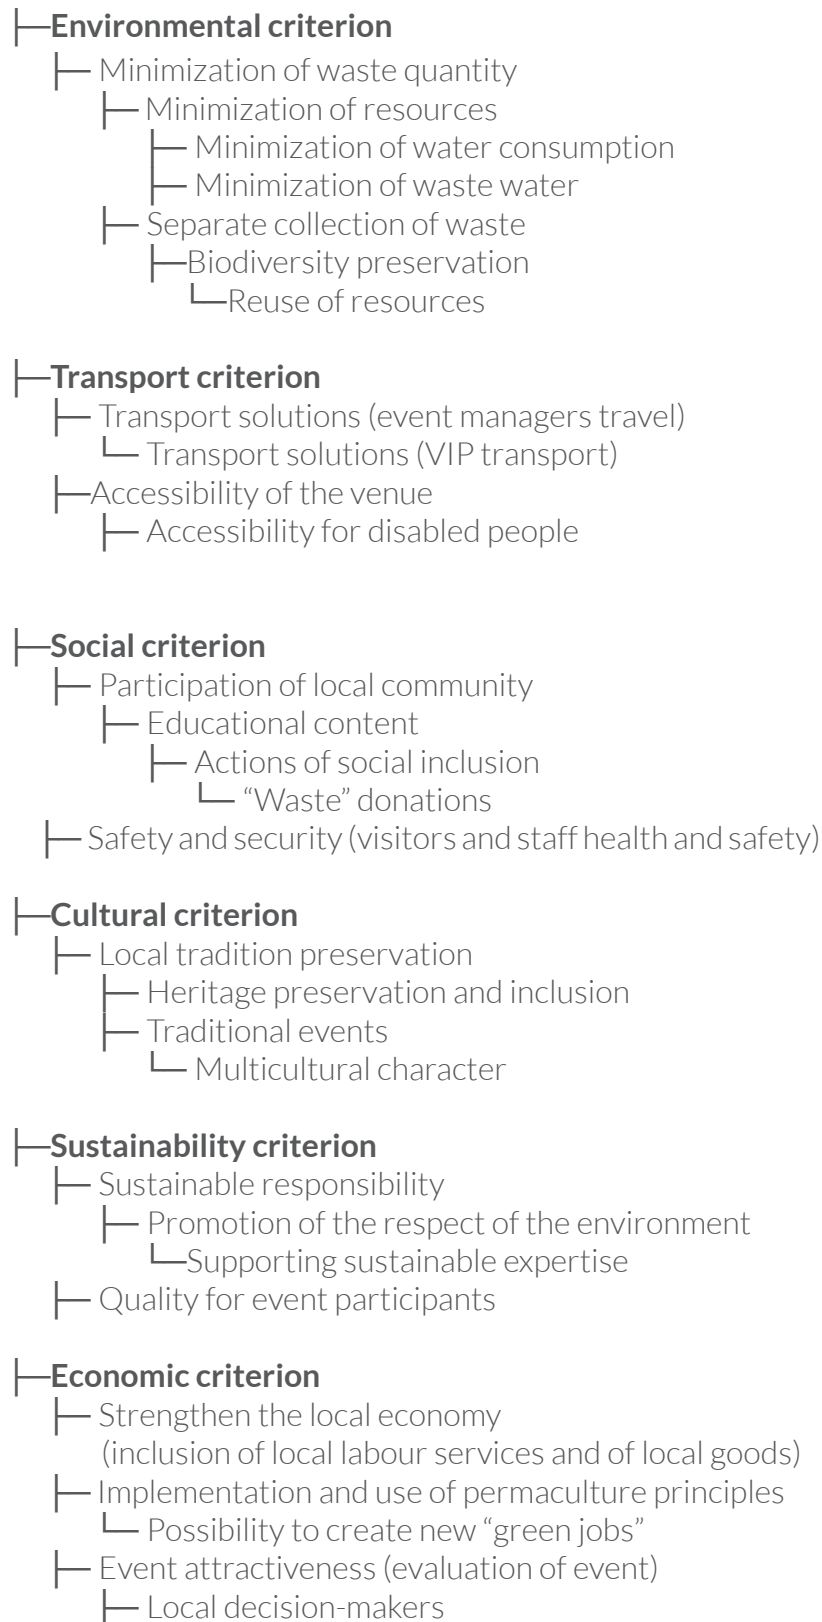 ├─Environmental criterion
├─ Minimization of waste quantity
├─ Minimization of resources
├─ Minimization of water consumption
├─ Minimization of waste water
├─ Separate collection of waste
├─Biodiversity preservation
└─Reuse of resources
├─Transport criterion
├─ Transport solutions (event managers travel)
└─ Transport solutions (VIP transport)
├─Accessibility of the venue
├─ Accessibility for disabled people
├─Social criterion
├─ Participation of local community
├─ Educational content
├─ Actions of social inclusion
└─ “Waste” donations
├─ Safety and security (visitors and staff health and safety)
├─Cultural criterion
├─ Local tradition preservation
├─ Heritage preservation and inclusion
├─ Traditional events
└─ Multicultural character
├─Sustainability criterion
├─ Sustainable responsibility
├─ Promotion of the respect of the environment
└─Supporting sustainable expertise
├─ Quality for event participants
├─Economic criterion
├─ Strengthen the local economy
(inclusion of local labour services and of local goods)
├─ Implementation and use of permaculture principles
└─ Possibility to create new “green jobs”
├─ Event attractiveness (evaluation of event)
├─ Local decision-makers